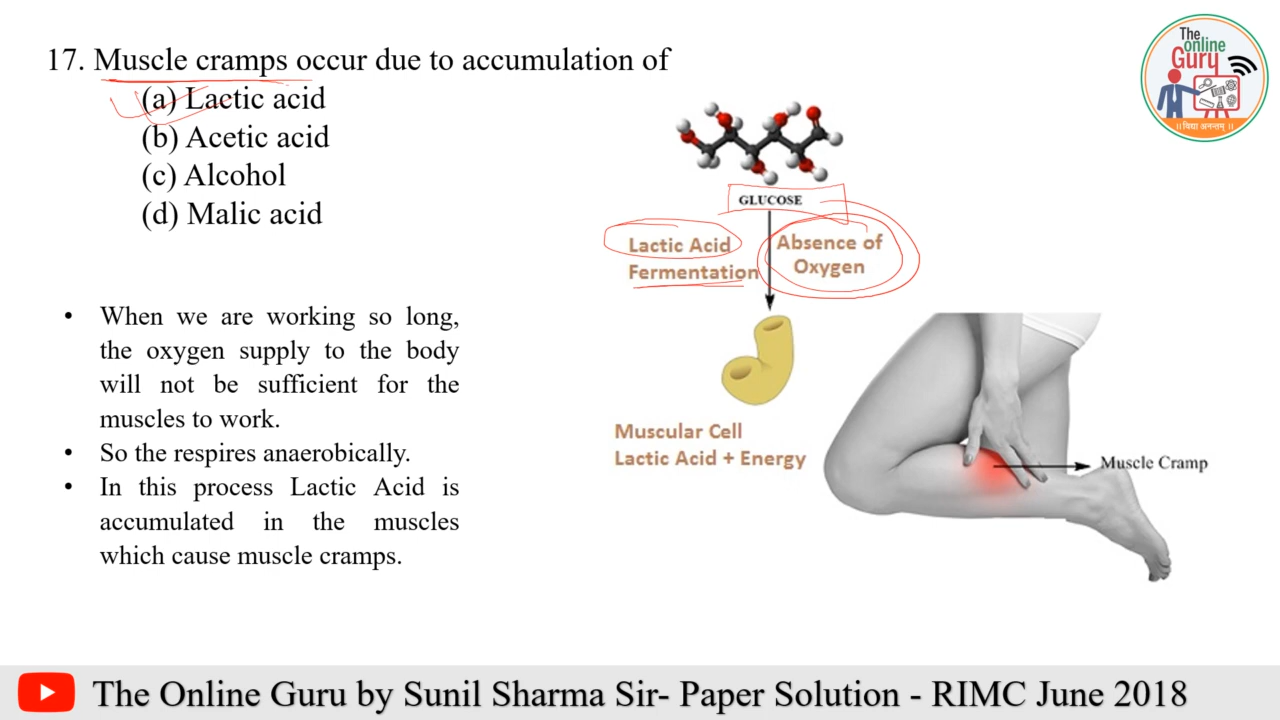 17. Muscle cramps occur due to accumulation of
(a) Lactic acid
(b) Acetic acid
(c) Alcohol
(d) Malic acid
• When we are working so long,
the oxygen supply to the body
will not be sufficient for the
muscles to work.
• So the respires anaerobically.
• In this process Lactic Acid is
accumulated in the muscles
which cause muscle cramps.
The
online
Guru
।। विद्या अनन्तम् ।।
GLUCOSE
Lactic Acid
Fermentation
Absence of
Oxygen
Muscular Cell
Lactic Acid + Energy
Muscle Cramp
The Online Guru by Sunil Sharma Sir- Paper Solution - RIMC June 2018